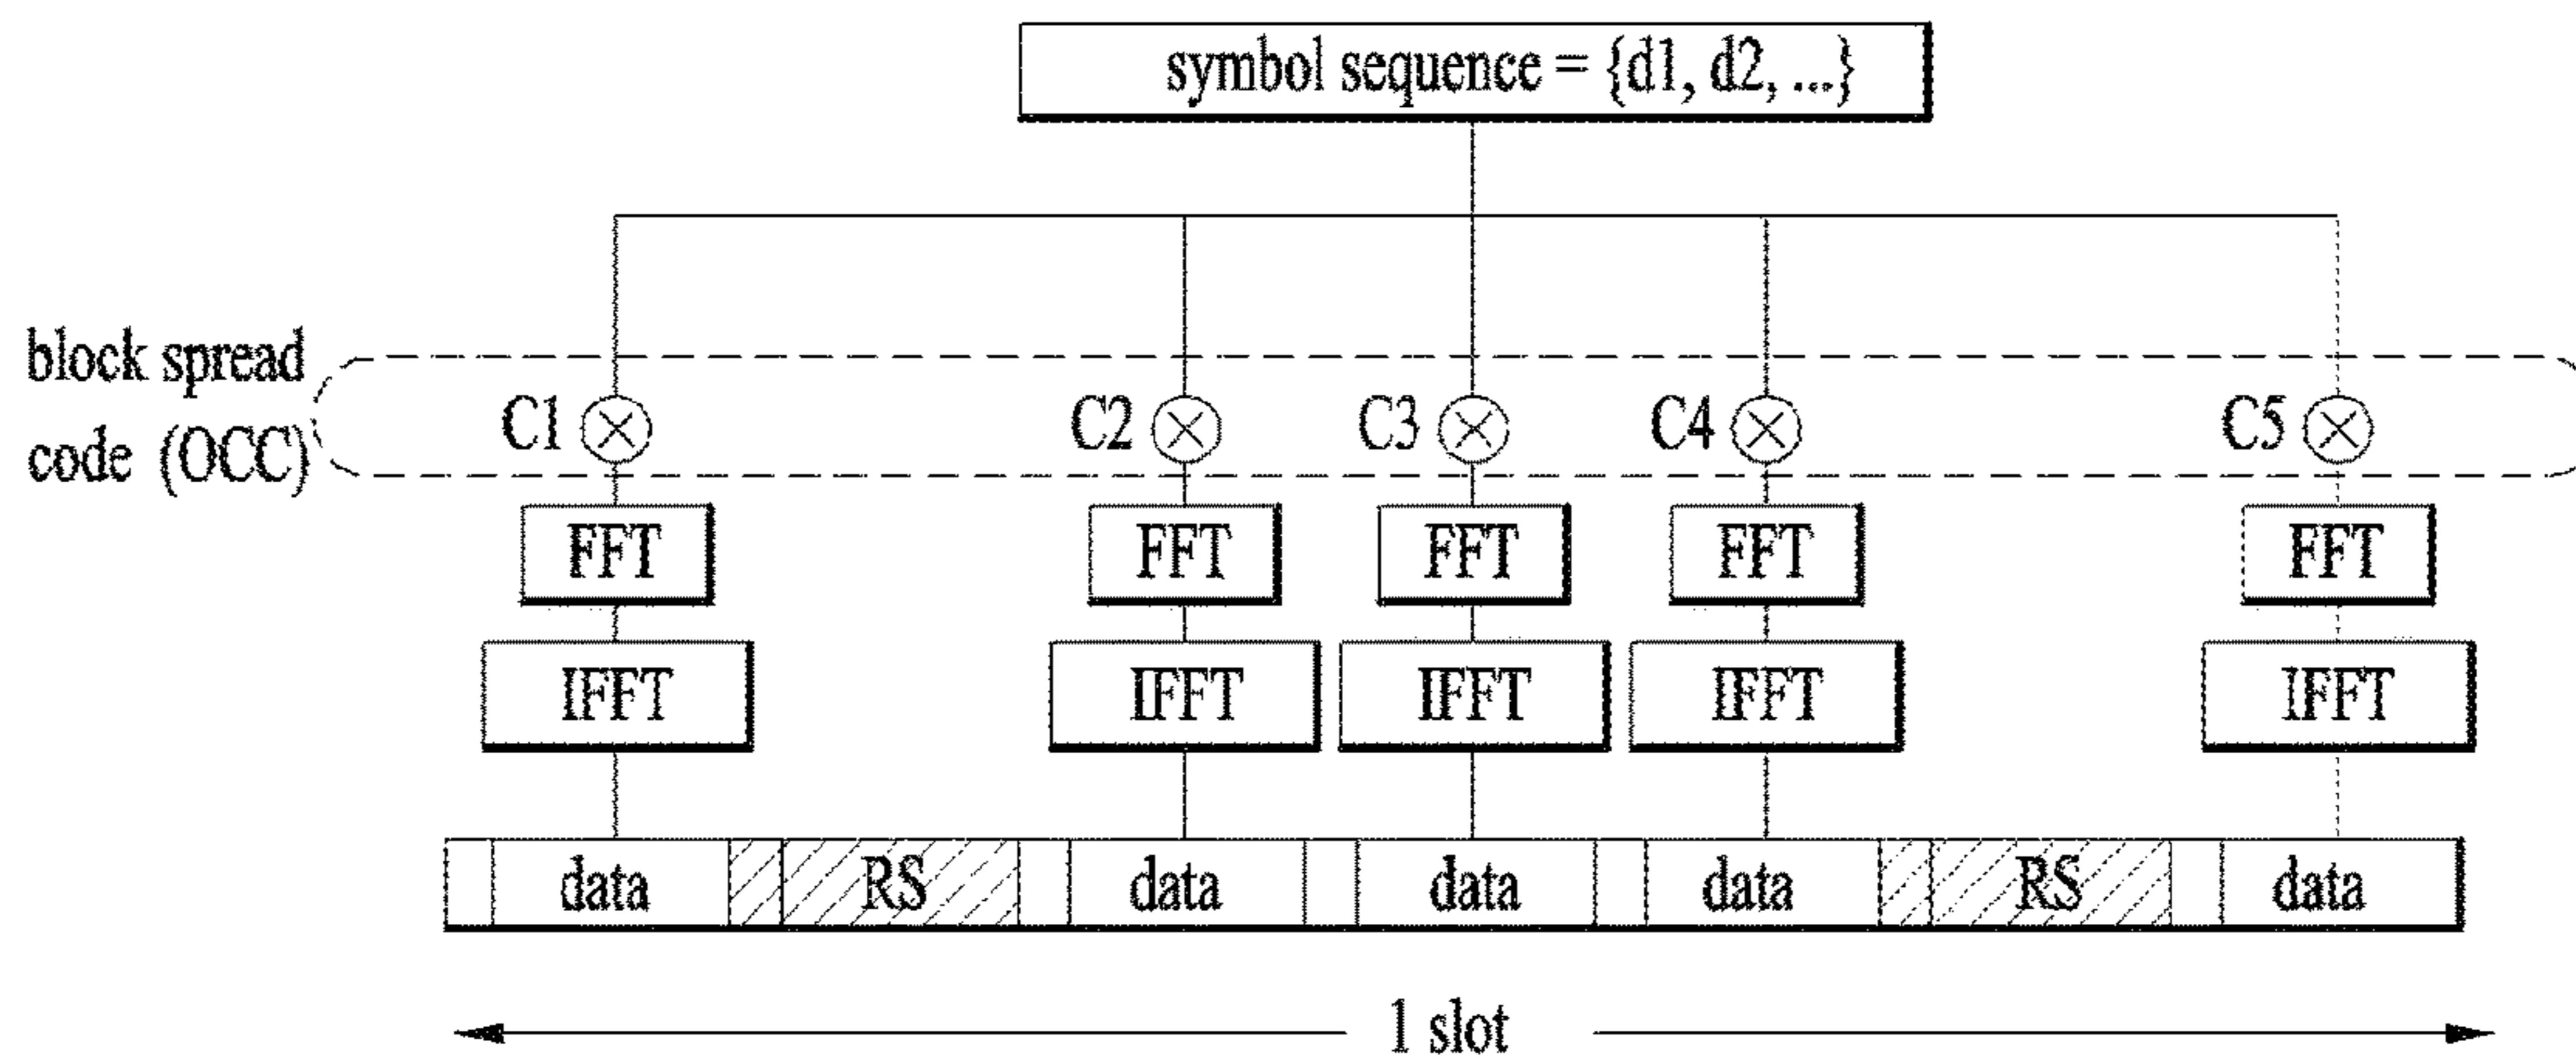 symbol sequence = {d1, d2, ...}
block spread
code (OCC)
C1 C2 C3 C4 C5
FFT FFT FFT FFT FFT
IFFT IFFT IFFT IFFT IFFT
data RS data data data RS data
1 slot